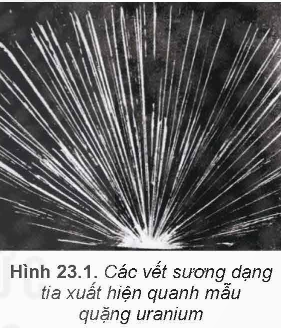 Hình 23.1. Các vết sương dạng
tia xuất hiện quanh mẫu
quặng uranium